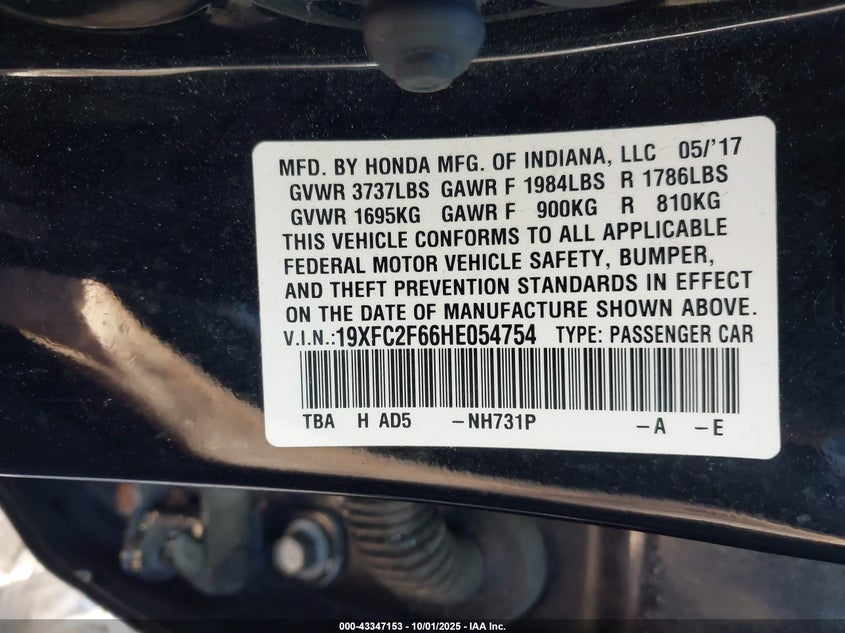 MFD. BY HONDA MFG. OF INDIANA, LLC 05/'17
GVWR 3737LBS GAWR F 1984LBS R 1786LBS
GVWR 1695KG GAWR F 900KG R 810KG
THIS VEHICLE CONFORMS TO ALL APPLICABLE
FEDERAL MOTOR VEHICLE SAFETY, BUMPER,
AND THEFT PREVENTION STANDARDS IN EFFECT
ON THE DATE OF MANUFACTURE SHOWN ABOVE.
V.I.N.:19XFC2F66HE054754 TYPE: PASSENGER CAR
TBA H AD5 –NH731P –A –E
000-43347153 - 10/01/2025 - IAA Inc.